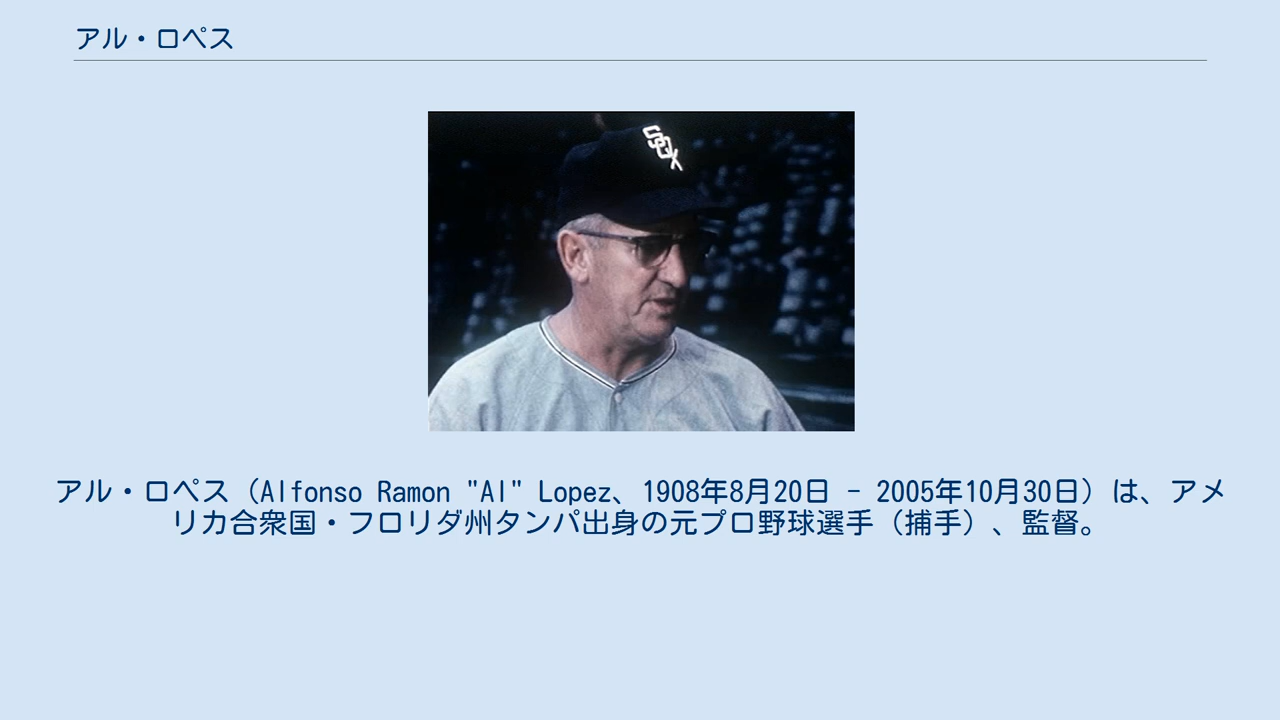 アル・ロペス
SOX
アル・ロペス（Alfonso Ramon "Al" Lopez、1908年8月20日 - 2005年10月30日）は、アメ
リカ合衆国・フロリダ州タンパ出身の元プロ野球選手（捕手）、監督。